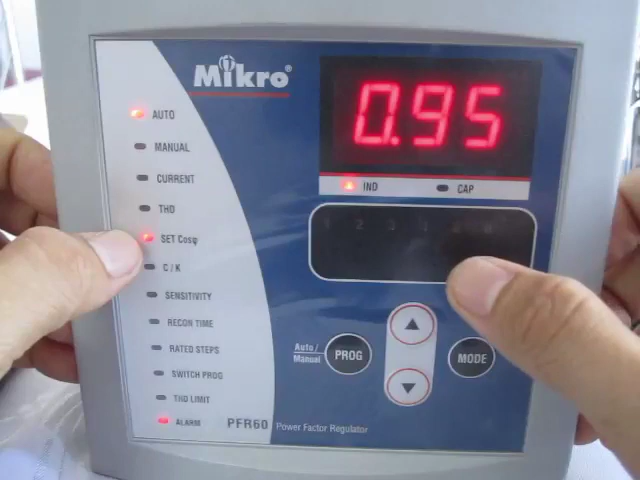 Mikro®
0.95
IND
CAP
AUTO
MANUAL
CURRENT
THD
SET Cosφ
C / K
SENSITIVITY
RECON TIME
RATED STEPS
SWITCH PROG
THD LIMIT
ALARM
1 2 3 4 5 6
Auto /
Manual
PROG
MODE
PFR60 Power Factor Regulator